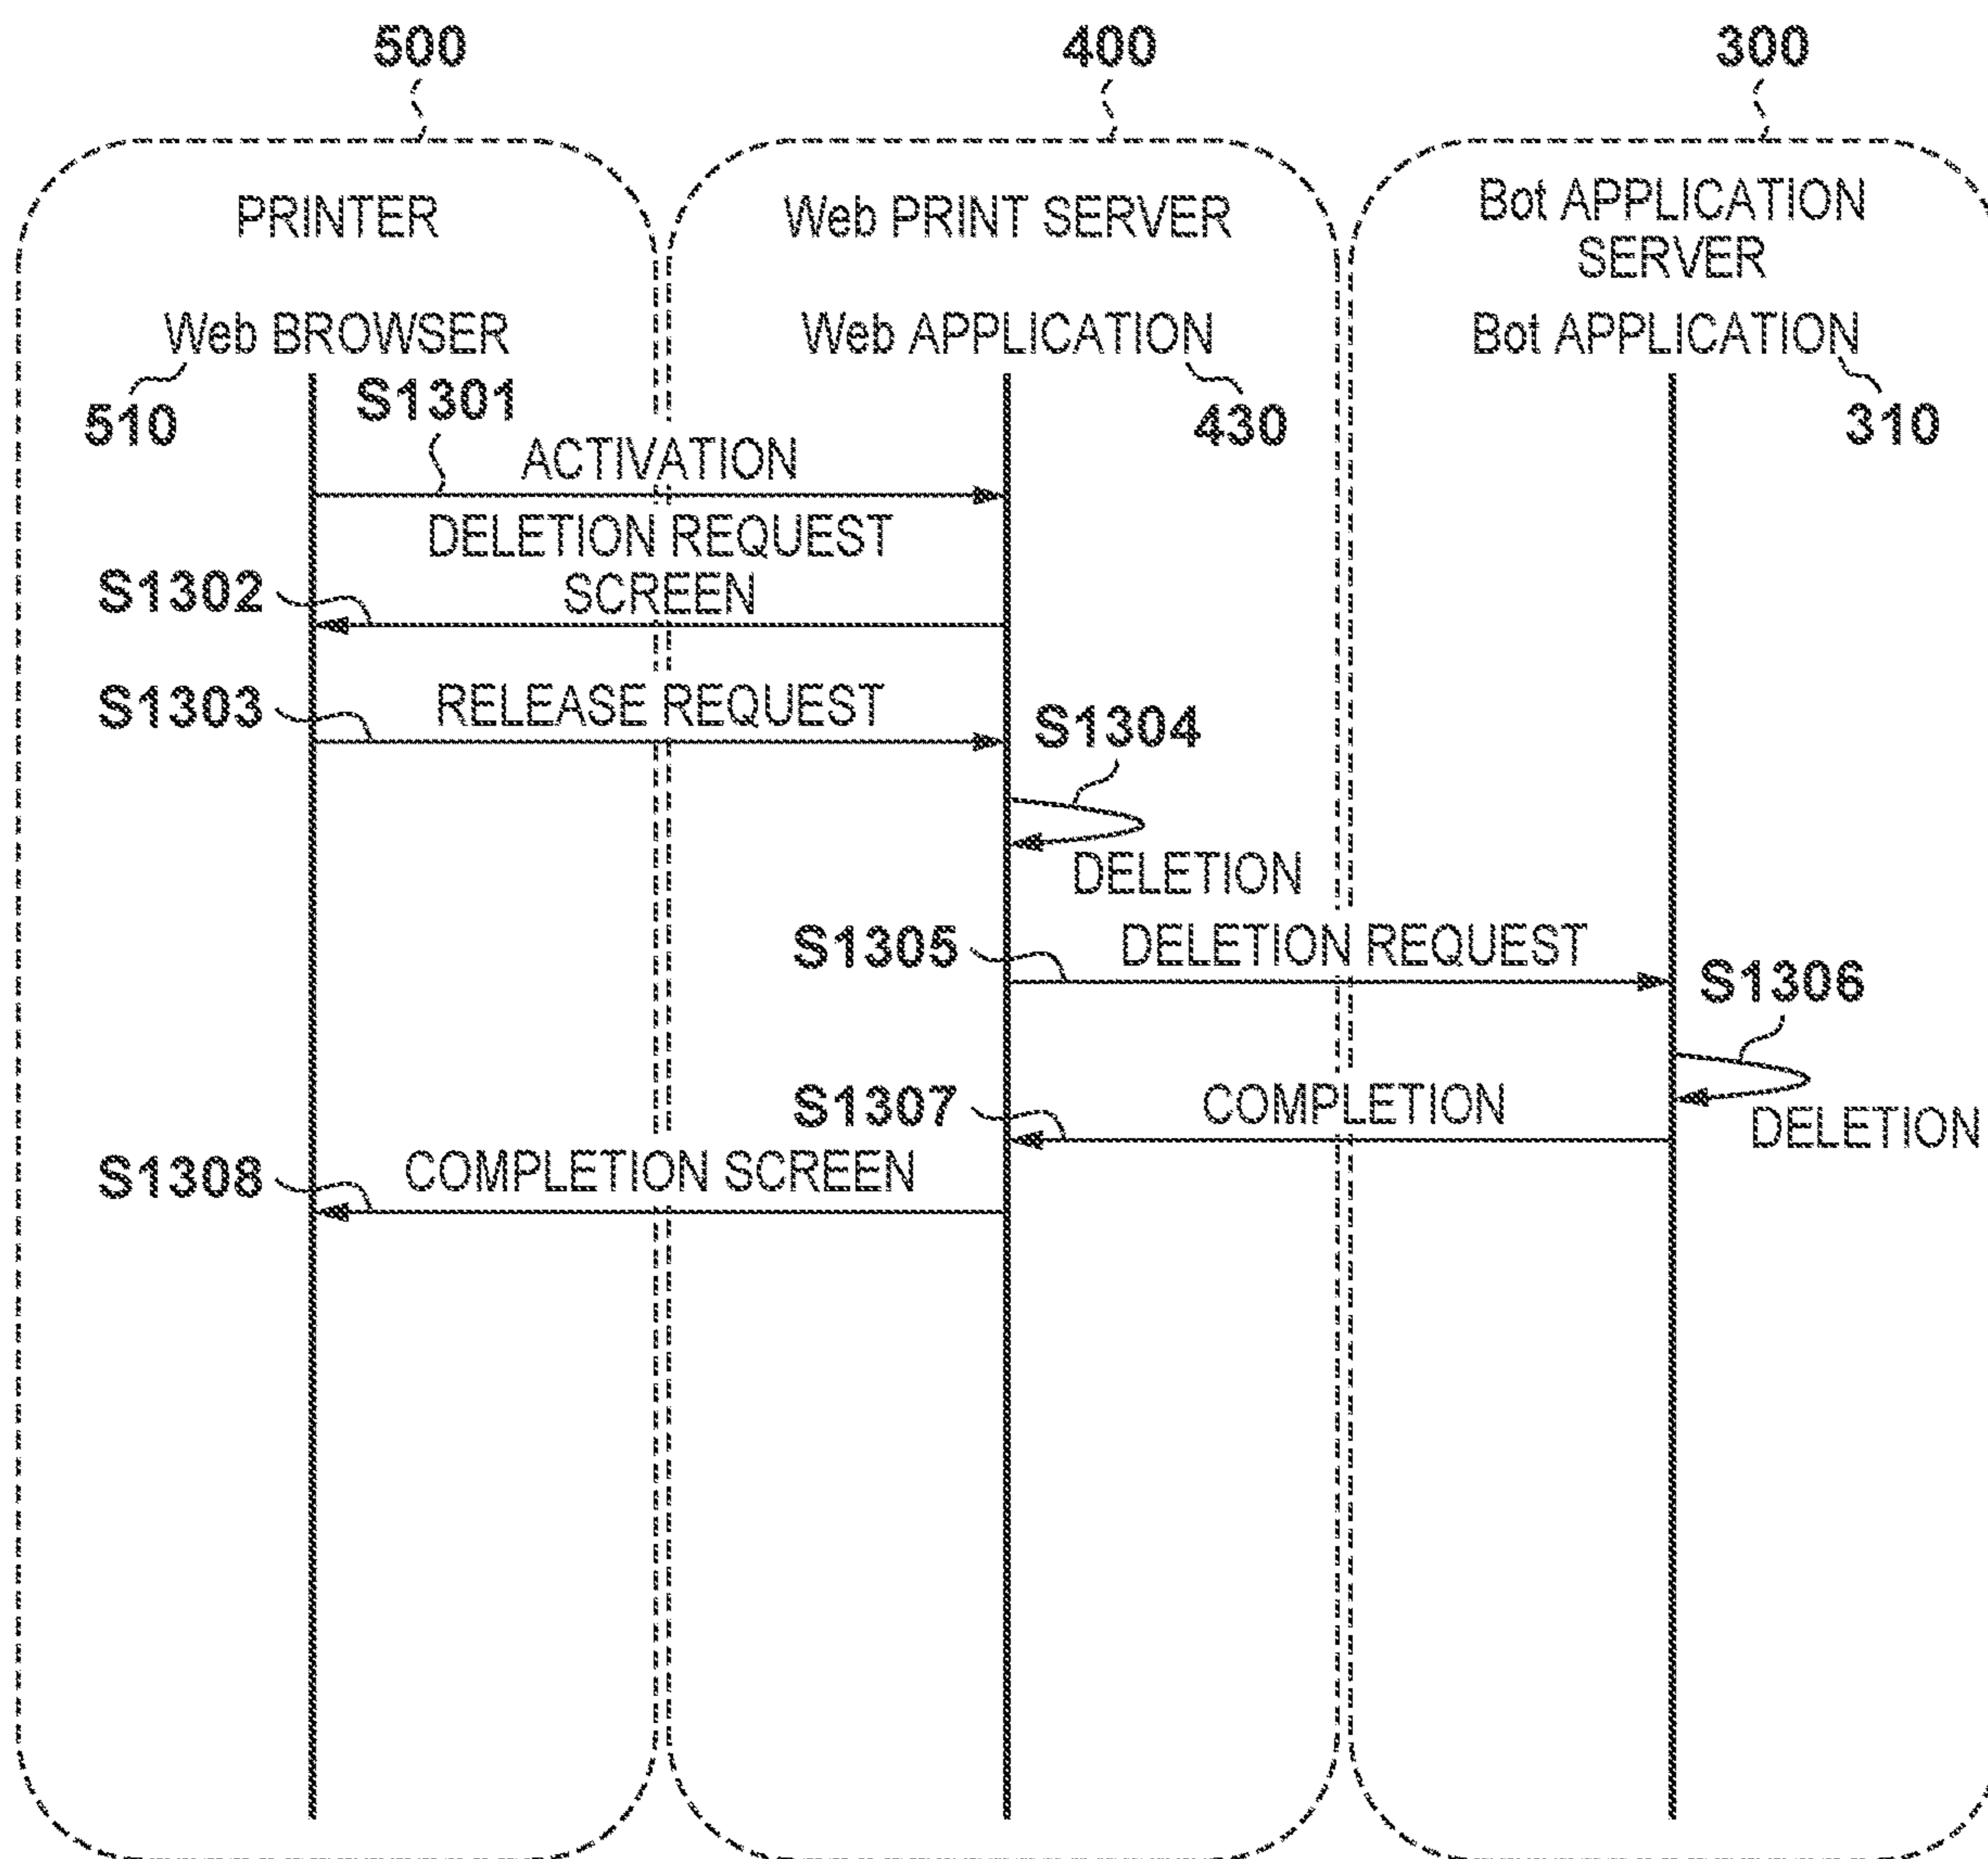 500
400
300
PRINTER
Web PRINT SERVER
Bot APPLICATION
SERVER
Web BROWSER
Web APPLICATION
Bot APPLICATION
510
430
310
S1301
ACTIVATION
DELETION REQUEST
SCREEN
S1302
S1303
RELEASE REQUEST
S1304
DELETION
S1305
DELETION REQUEST
S1306
DELETION
S1307
COMPLETION
S1308
COMPLETION SCREEN